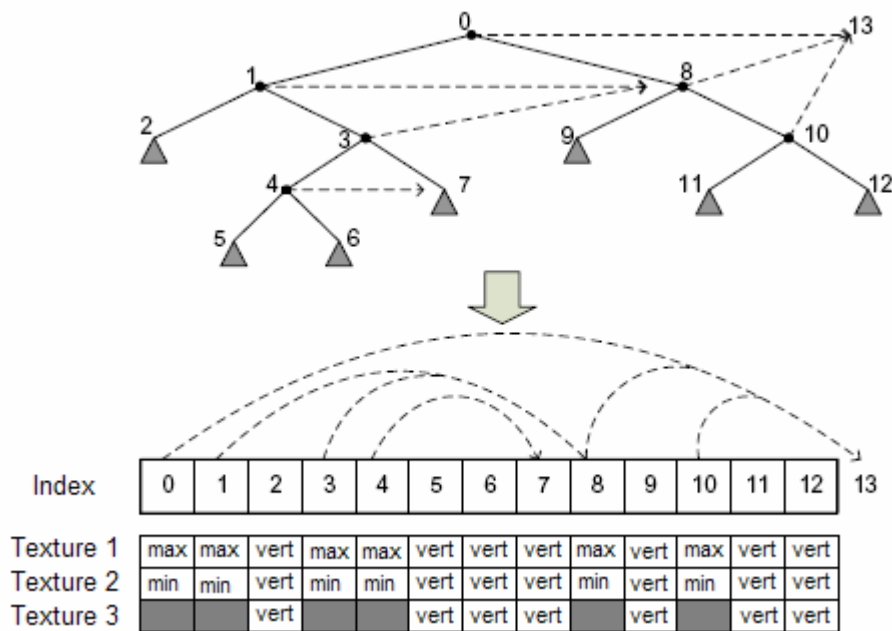 0 13
1 8
2 3 9 10
4 7 11 12
5 6
Index 0 1 2 3 4 5 6 7 8 9 10 11 12 13
Texture 1 max max vert max max vert vert vert max vert max vert vert
Texture 2 min min vert min min vert vert vert min vert min vert vert
Texture 3 vert vert vert vert vert vert vert